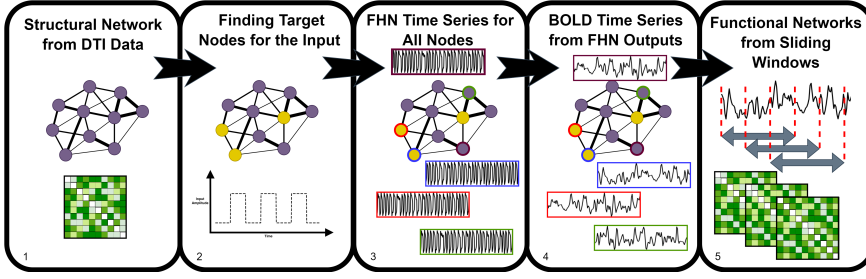 Structural Network
from DTI Data
1
Finding Target
Nodes for the Input
Input
Amplitude
Time
2
FHN Time Series for
All Nodes
3
BOLD Time Series
from FHN Outputs
4
Functional Networks
from Sliding
Windows
5